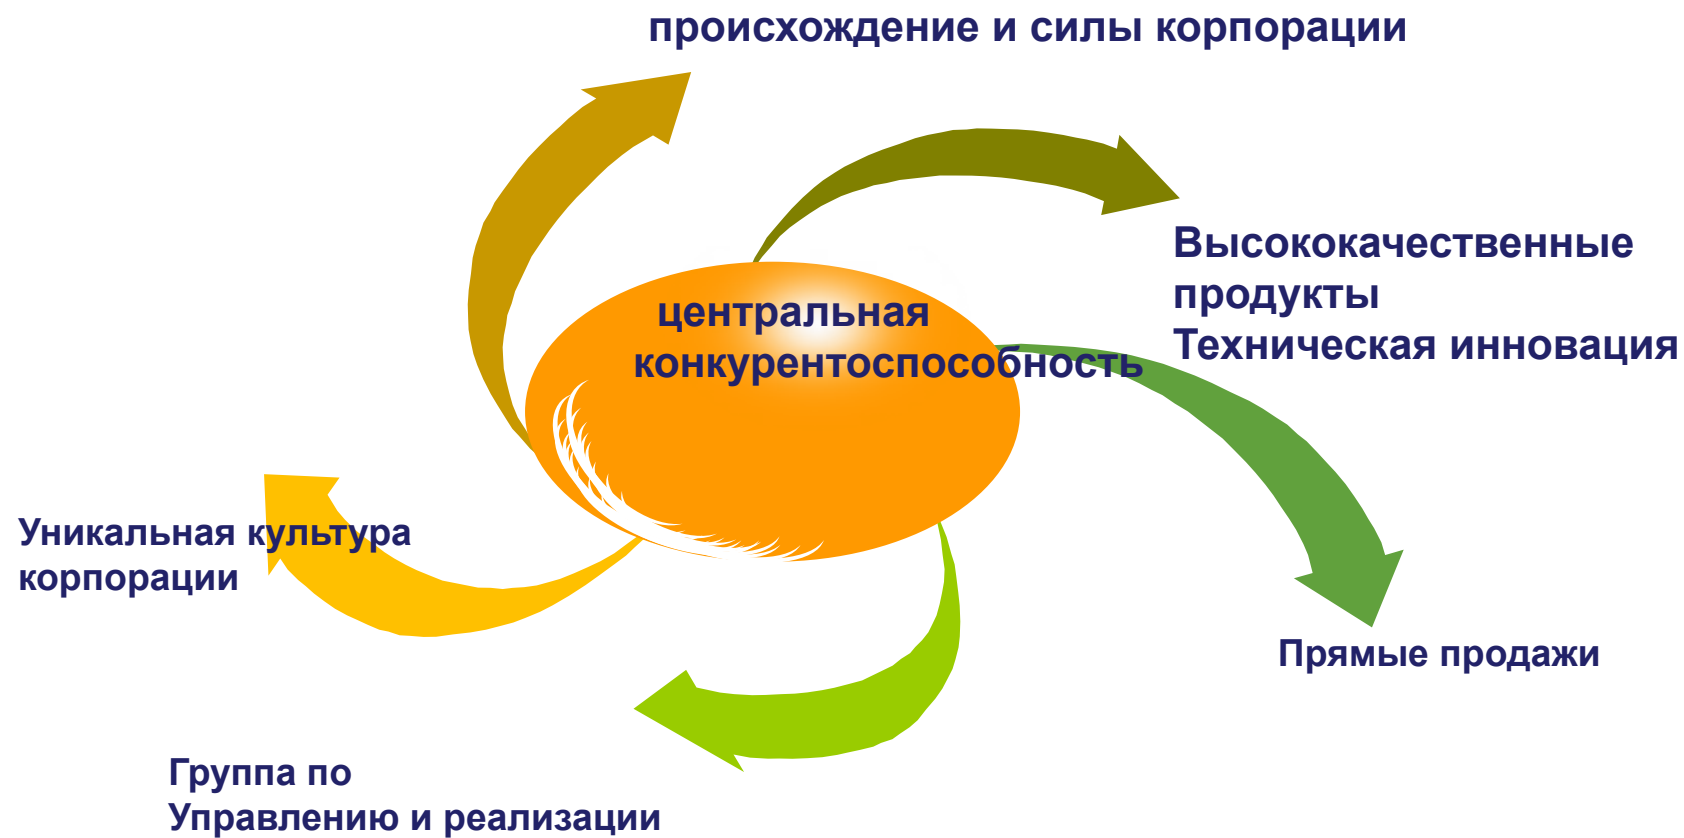 происхождение и силы корпорации
Высококачественные
продукты
Техническая инновация
центральная
конкурентоспособность
Уникальная культура
корпорации
Прямые продажи
Группа по
Управлению и реализации